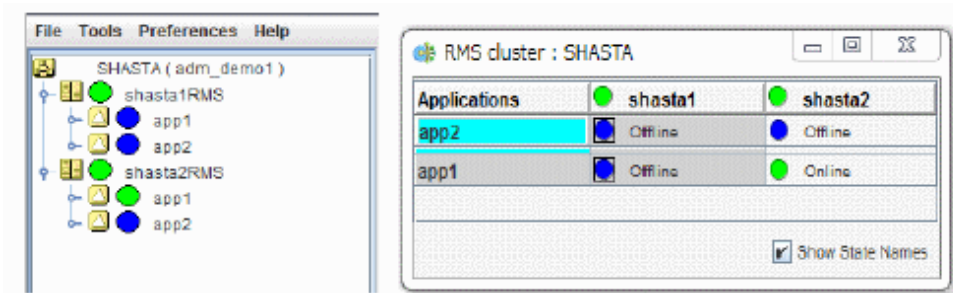 File Tools Preferences Help
SHASTA ( adm_demo1 )
shasta1RMS
app1
app2
shasta2RMS
app1
app2
RMS cluster : SHASTA
Applications shasta1 shasta2
app2 Offline Offline
app1 Offline Online
Show State Names